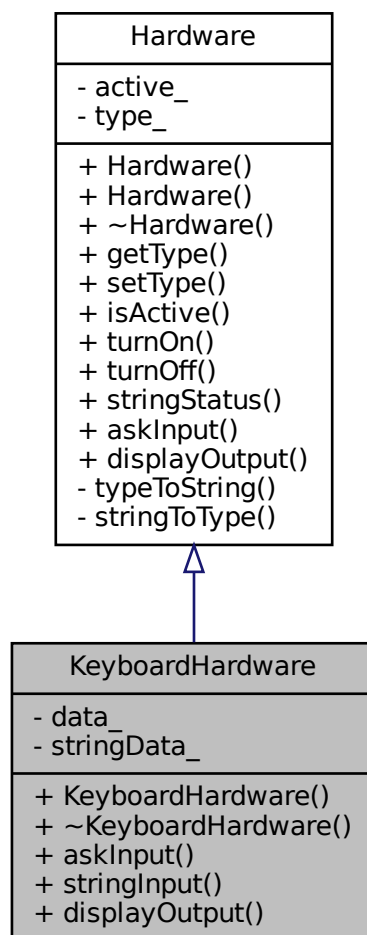 Hardware
- active_
- type_
+ Hardware()
+ Hardware()
+ ~Hardware()
+ getType()
+ setType()
+ isActive()
+ turnOn()
+ turnOff()
+ stringStatus()
+ askInput()
+ displayOutput()
- typeToString()
- stringToType()
KeyboardHardware
- data_
- stringData_
+ KeyboardHardware()
+ ~KeyboardHardware()
+ askInput()
+ stringInput()
+ displayOutput()